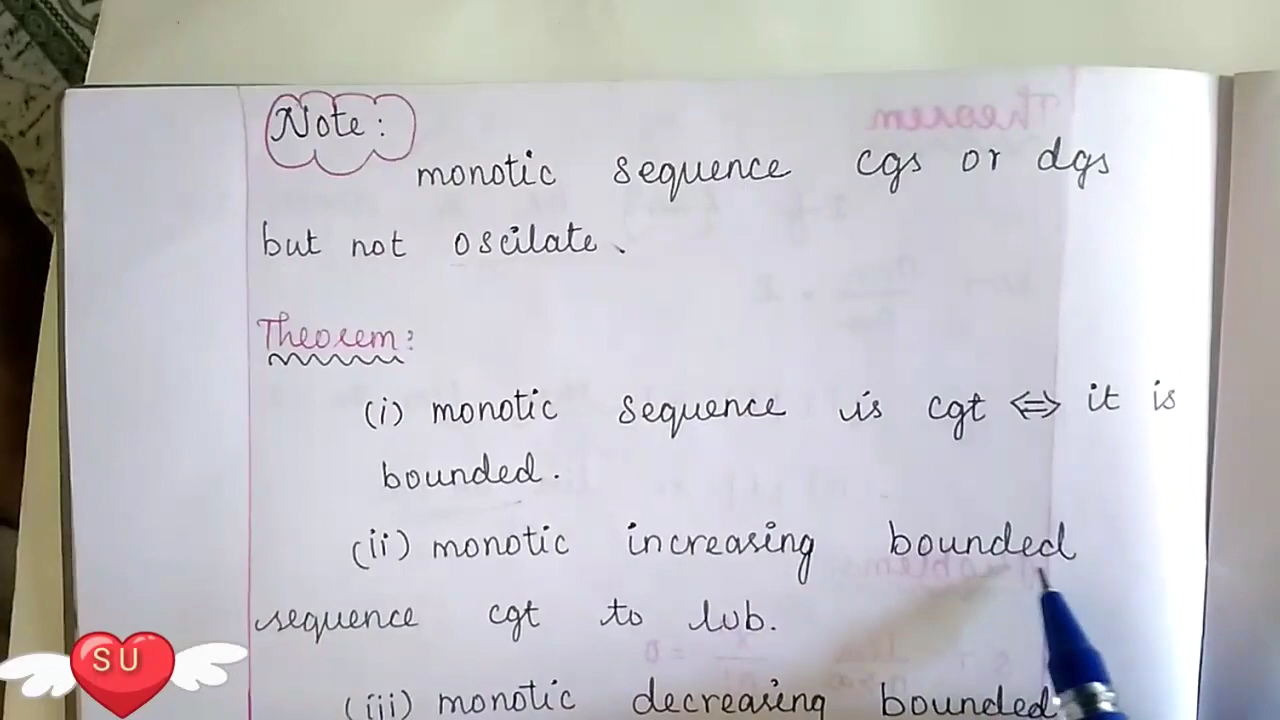 Note:
monotic sequence cgs or dgs
but not oscilate.
Theorem:
(i) monotic sequence is cgt ⇔ it is
bounded.
(ii) monotic increasing bounded
sequence cgt to lub.
(iii) monotic decreasing bounded
SU